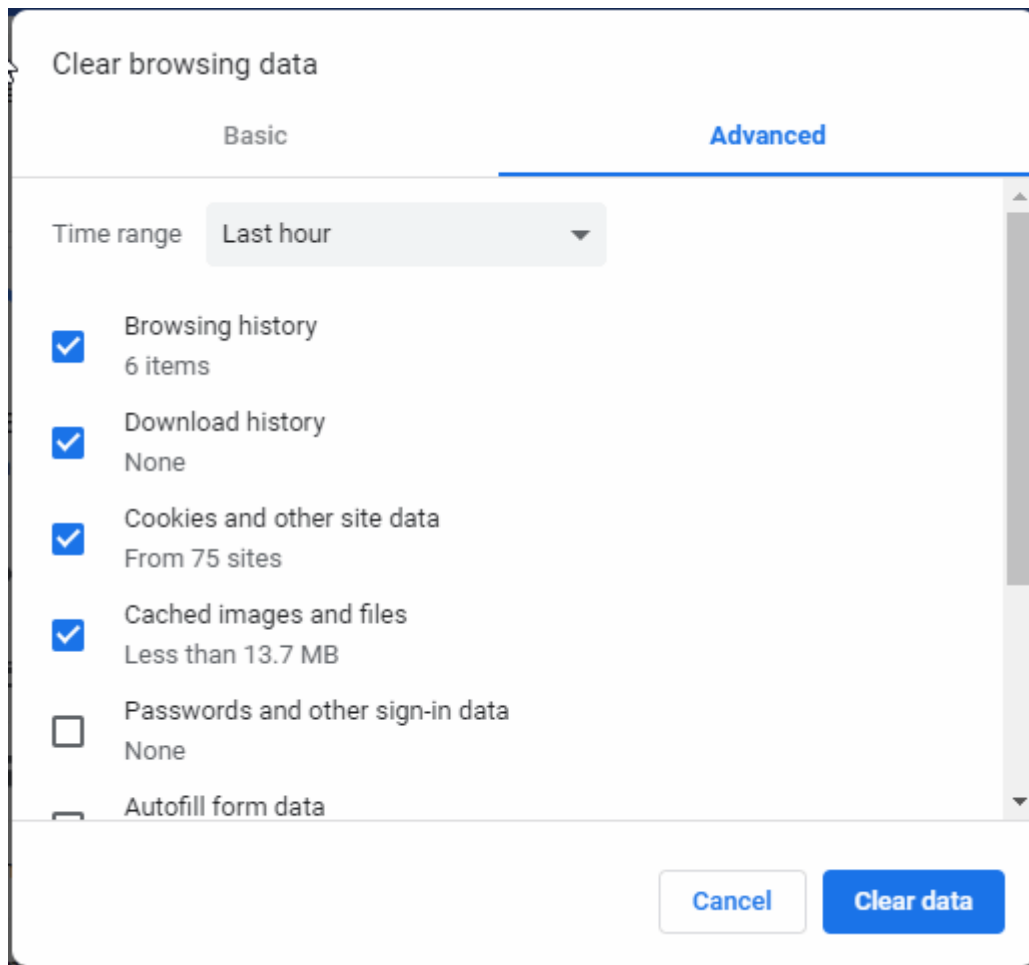 Clear browsing data
Basic
Advanced
Time range
Last hour
Browsing history
6 items
Download history
None
Cookies and other site data
From 75 sites
Cached images and files
Less than 13.7 MB
Passwords and other sign-in data
None
Autofill form data
Cancel
Clear data